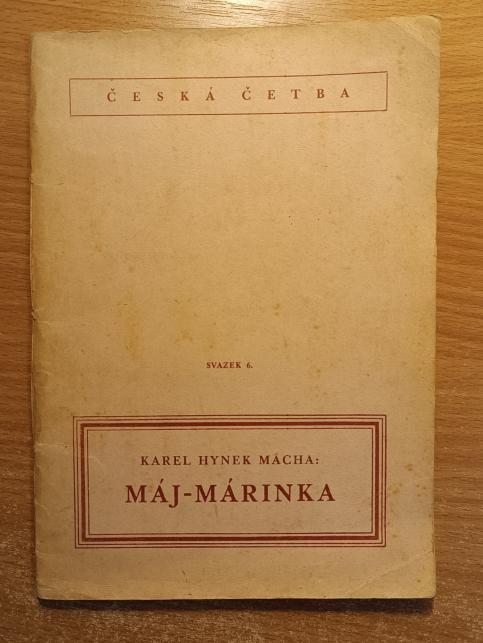 ČESKÁ ČETBA
SVAZEK 6.
KAREL HYNEK MÁCHA:
MÁJ-MÁRINKA